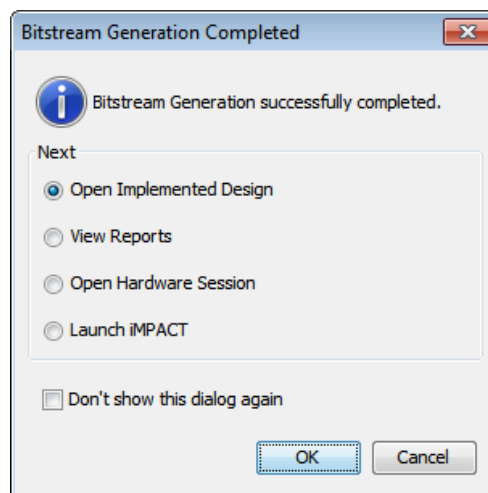 Bitstream Generation Completed
Bitstream Generation successfully completed.
Next
Open Implemented Design
View Reports
Open Hardware Session
Launch iMPACT
Don't show this dialog again
OK Cancel